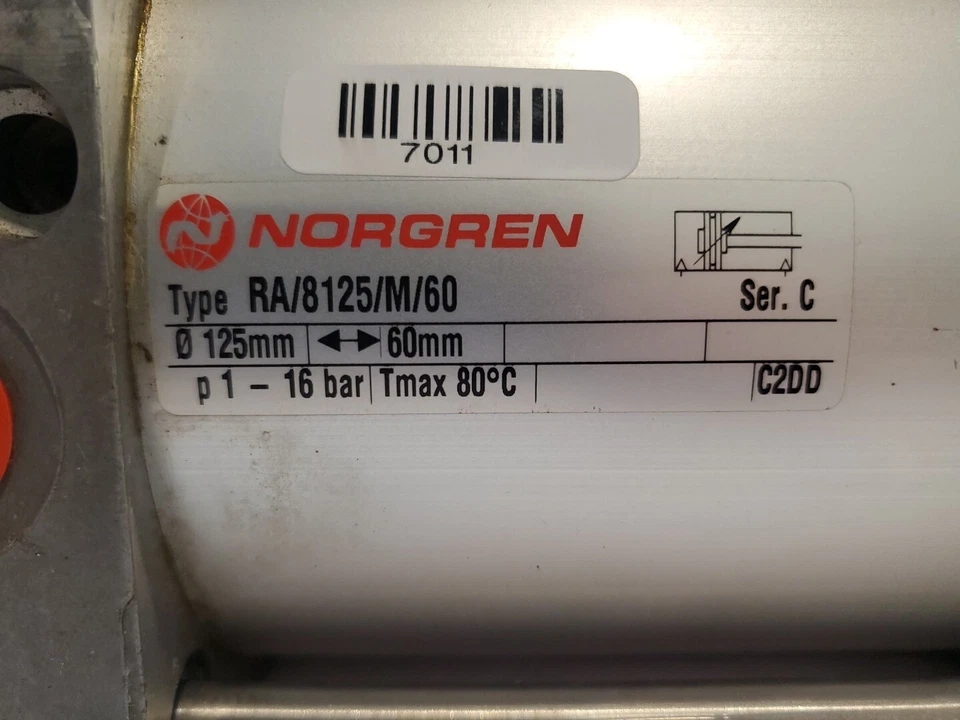 7011
NORGREN
Type RA/8125/M/60 Ser. C
Ø 125mm 60mm
p 1 - 16 bar Tmax 80°C C2DD